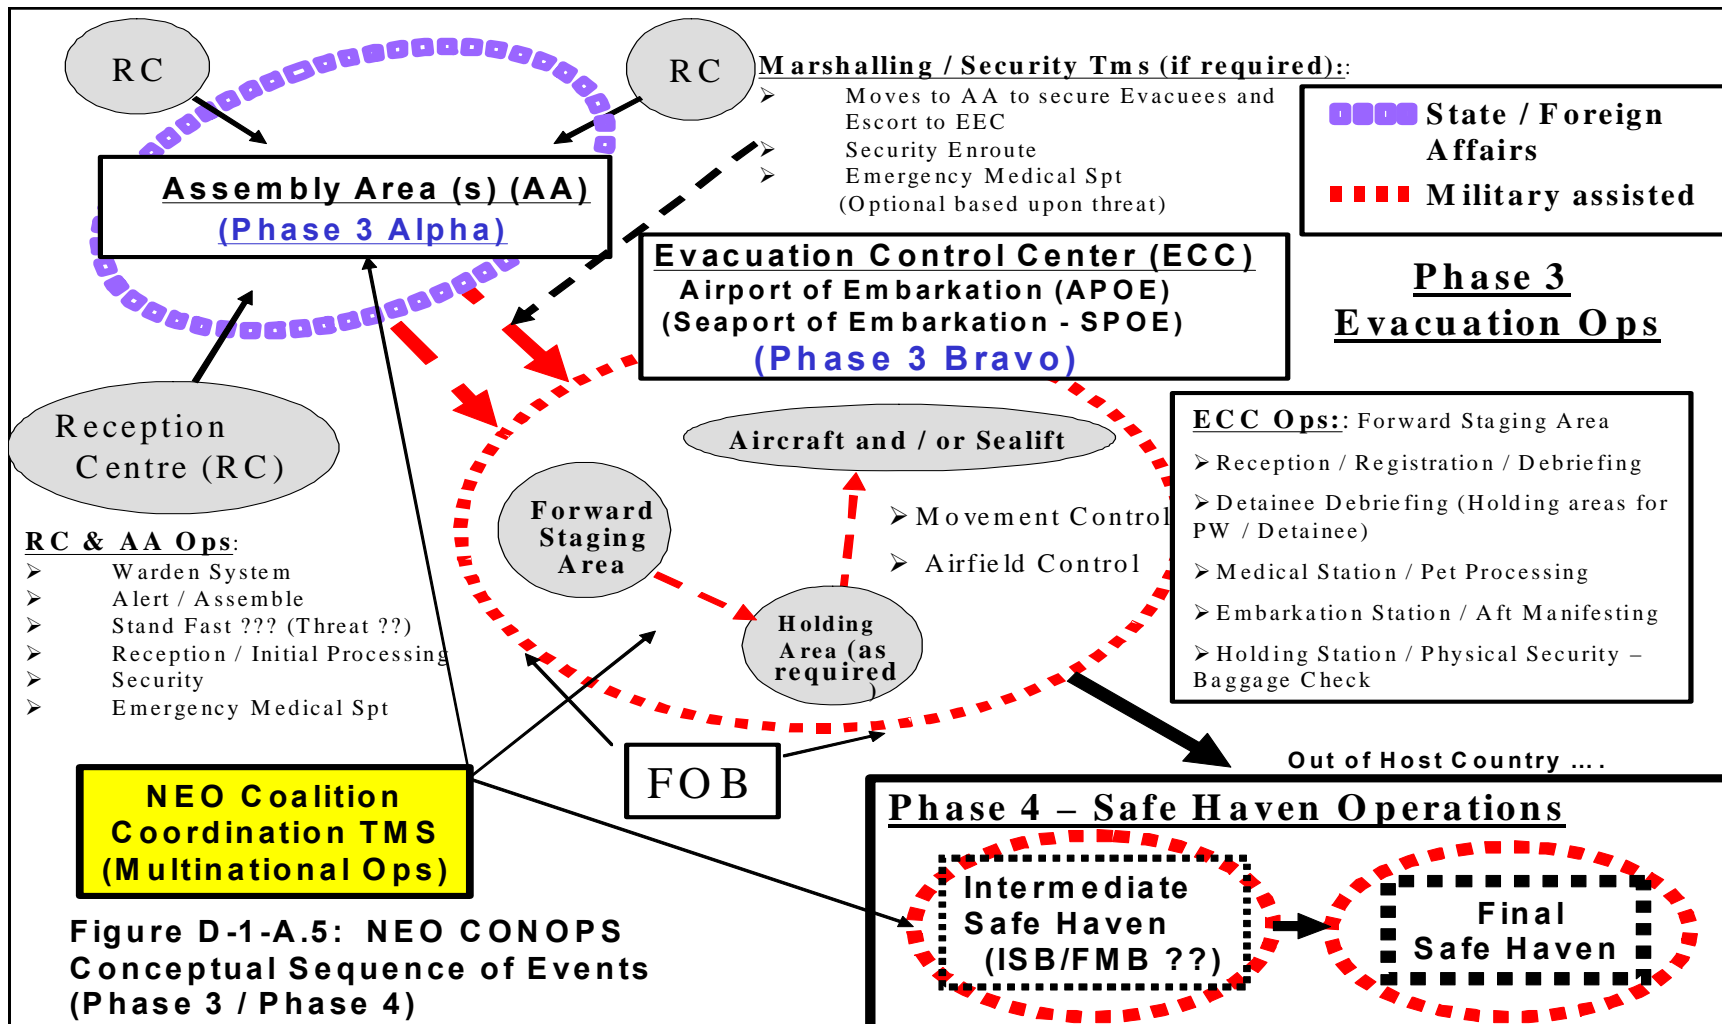 RC
RC
Marshalling / Security Tms (if required)::
➢ Moves to AA to secure Evacuees and
Escort to EEC
➢ Security Enroute
➢ Emergency Medical Spt
(Optional based upon threat)
State / Foreign
Affairs
Military assisted
Assembly Area (s) (AA)
(Phase 3 Alpha)
Evacuation Control Center (ECC)
Airport of Embarkation (APOE)
(Seaport of Embarkation - SPOE)
(Phase 3 Bravo)
Phase 3
Evacuation Ops
Reception
Centre (RC)
Aircraft and / or Sealift
Forward
Staging
Area
➢ Movement Control
➢ Airfield Control
Holding
Area (as
required
)
ECC Ops:: Forward Staging Area
➢ Reception / Registration / Debriefing
➢ Detainee Debriefing (Holding areas for
PW / Detainee)
➢ Medical Station / Pet Processing
➢ Embarkation Station / Aft Manifesting
➢ Holding Station / Physical Security –
Baggage Check
RC & AA Ops:
➢ Warden System
➢ Alert / Assemble
➢ Stand Fast ??? (Threat ??)
➢ Reception / Initial Processing
➢ Security
➢ Emergency Medical Spt
FOB
Out of Host Country ....
NEO Coalition
Coordination TMS
(Multinational Ops)
Phase 4 – Safe Haven Operations
Intermediate
Safe Haven
(ISB/FMB ??)
Final
Safe Haven
Figure D-1-A.5: NEO CONOPS
Conceptual Sequence of Events
(Phase 3 / Phase 4)